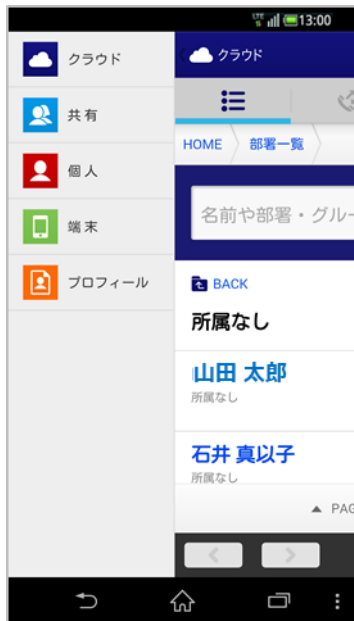 LTE 13:00
クラウド
共有
個人
端末
プロフィール
クラウド
HOME 部署一覧
名前や部署・グルー
BACK
所属なし
山田 太郎
所属なし
石井 真以子
所属なし
▲ PAG